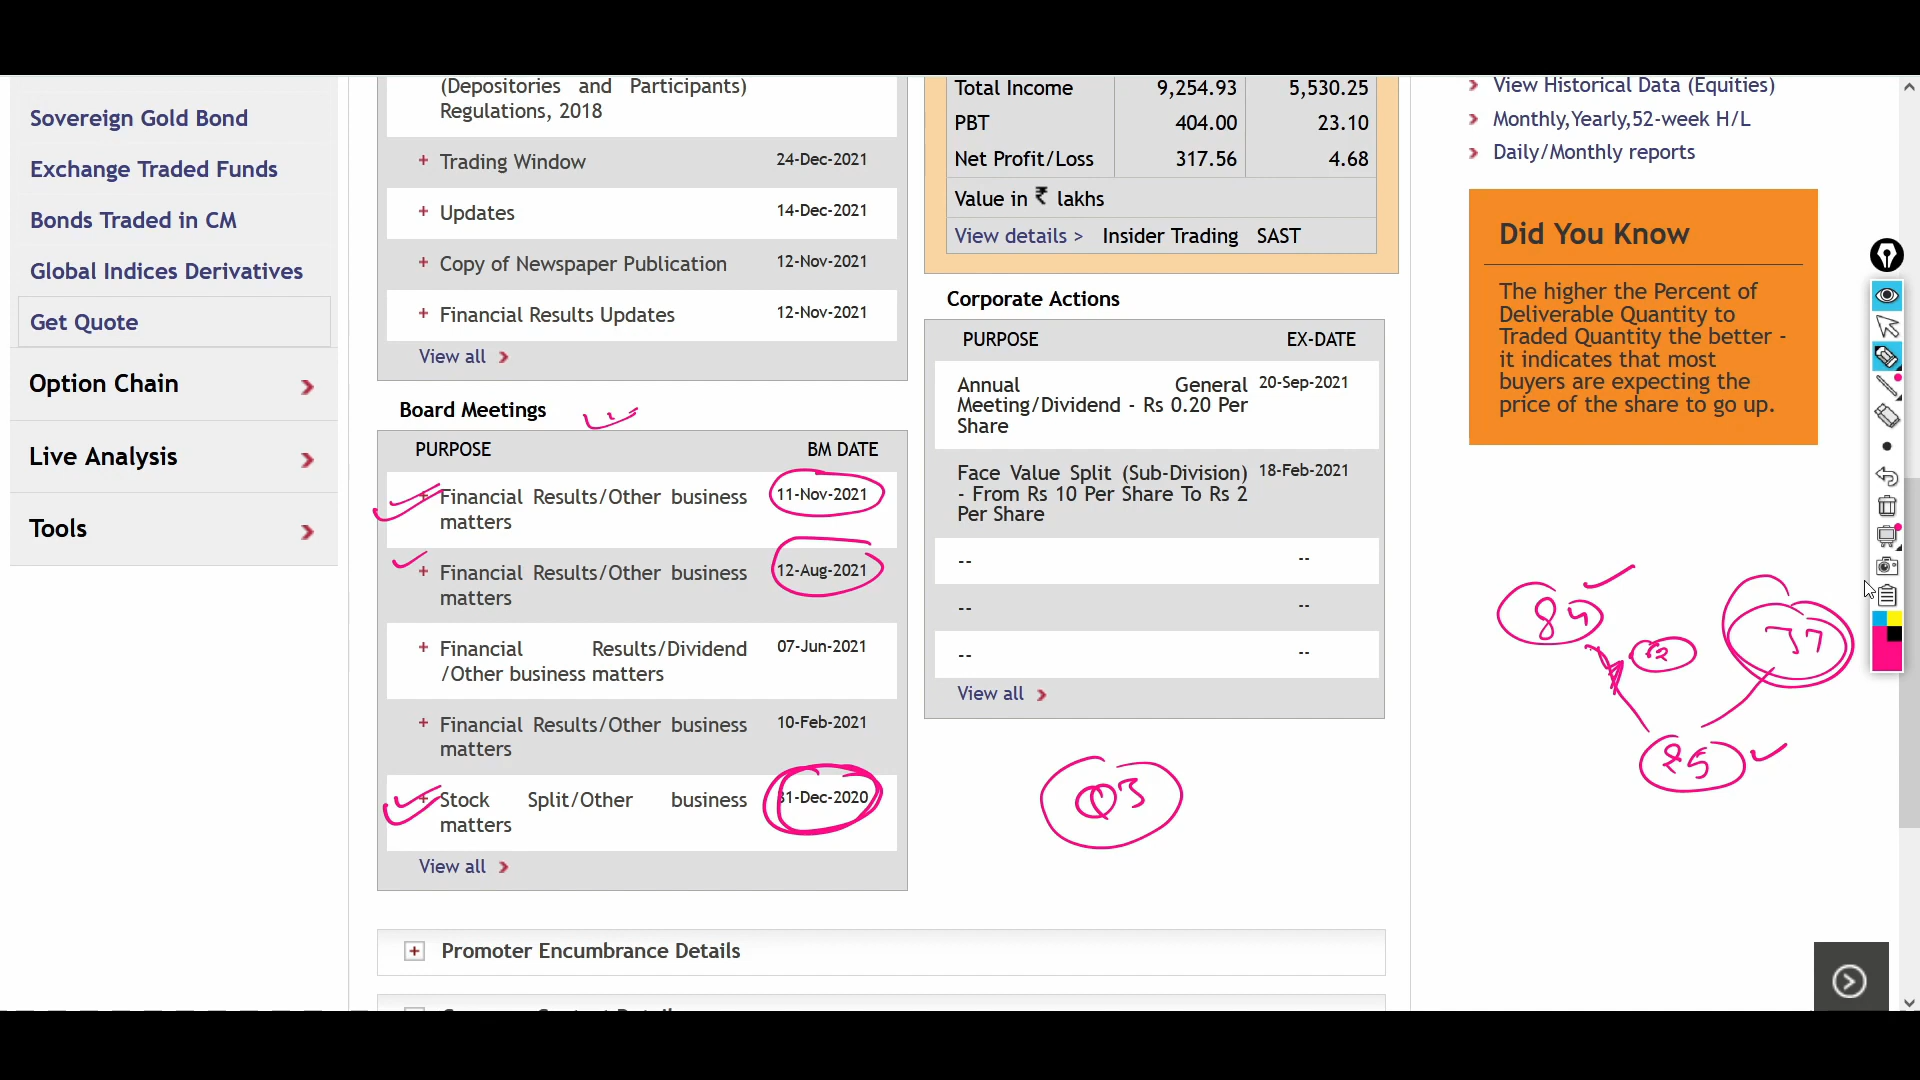 Sovereign Gold Bond
Exchange Traded Funds
Bonds Traded in CM
Global Indices Derivatives
Get Quote
Option Chain
Live Analysis
Tools
(Depositories and Participants)
Regulations, 2018
+ Trading Window 24-Dec-2021
+ Updates 14-Dec-2021
+ Copy of Newspaper Publication 12-Nov-2021
+ Financial Results Updates 12-Nov-2021
View all
Board Meetings
PURPOSE BM DATE
+ Financial Results/Other business 11-Nov-2021
matters
+ Financial Results/Other business 12-Aug-2021
matters
+ Financial Results/Dividend 07-Jun-2021
/Other business matters
+ Financial Results/Other business 10-Feb-2021
matters
+ Stock Split/Other business 31-Dec-2020
matters
View all
+ Promoter Encumbrance Details
Total Income 9,254.93 5,530.25
PBT 404.00 23.10
Net Profit/Loss 317.56 4.68
Value in ₹ lakhs
View details > Insider Trading SAST
Corporate Actions
PURPOSE EX-DATE
Annual General 20-Sep-2021
Meeting/Dividend - Rs 0.20 Per
Share
Face Value Split (Sub-Division) 18-Feb-2021
- From Rs 10 Per Share To Rs 2
Per Share
-- --
-- --
-- --
View all
Q3
View Historical Data (Equities)
Monthly,Yearly,52-week H/L
Daily/Monthly reports
Did You Know
The higher the Percent of
Deliverable Quantity to
Traded Quantity the better -
it indicates that most
buyers are expecting the
price of the share to go up.